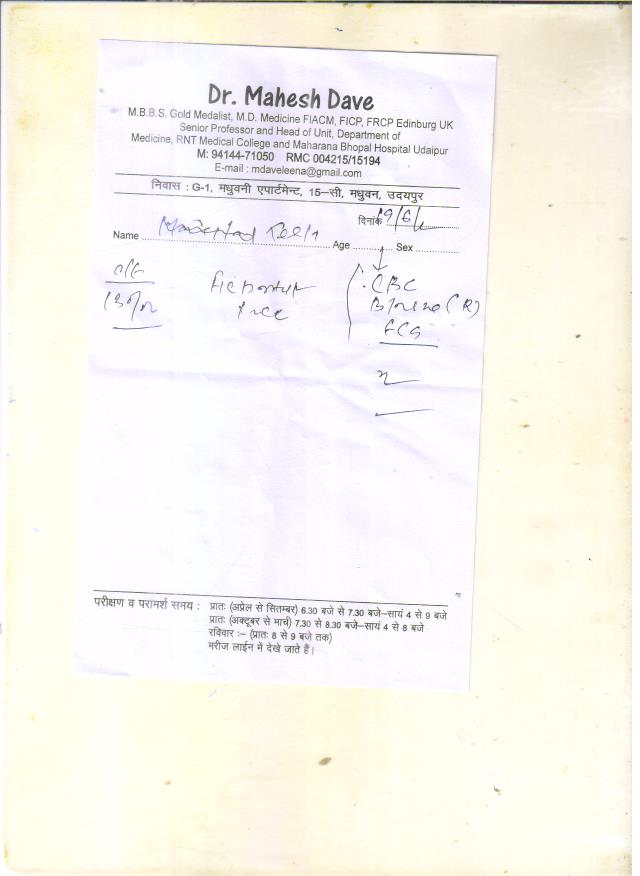 Dr. Mahesh Dave
M.B.B.S. Gold Medalist, M.D. Medicine FIACM, FICP, FRCP Edinburg UK
Senior Professor and Head of Unit, Department of
Medicine, RNT Medical College and Maharana Bhopal Hospital Udaipur
M: 94144-71050 RMC 004215/15194
E-mail : mdaveleena@gmail.com
निवास : G-1, मधुवनी एपार्टमेन्ट, 15–सी, मधुवन, उदयपुर
दिनांक 19/6/
Name ........ Age ........ Sex ........
CBC
ECG
परीक्षण व परामर्श समय : प्रातः (अप्रेल से सितम्बर) 6.30 बजे से 7.30 बजे–सायं 4 से 9 बजे
प्रातः (अक्टूबर से मार्च) 7.30 से 8.30 बजे–सायं 4 से 8 बजे
रविवार :– (प्रातः 8 से 9 बजे तक)
मरीज लाईन में देखे जाते हैं।